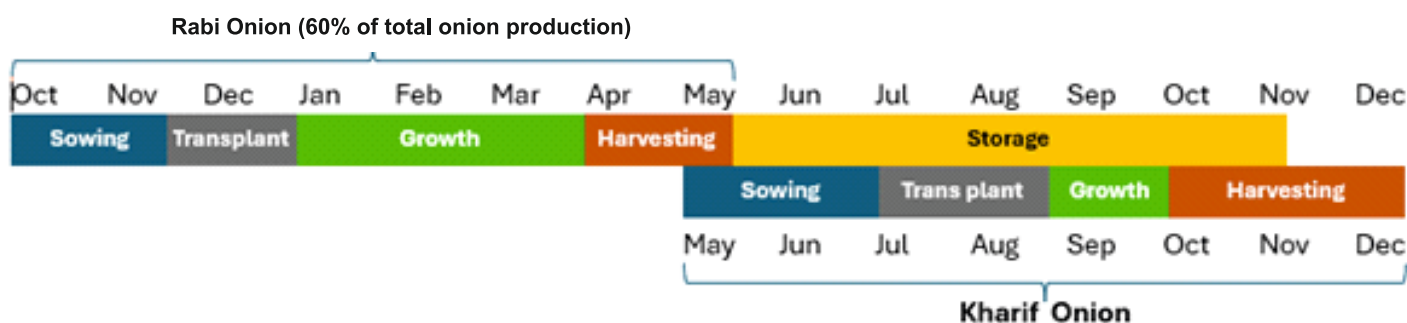 Rabi Onion (60% of total onion production)
Oct Nov Dec Jan Feb Mar Apr May Jun Jul Aug Sep Oct Nov Dec
Sowing Transplant Growth Harvesting Storage
Sowing Trans plant Growth Harvesting
May Jun Jul Aug Sep Oct Nov Dec
Kharif Onion